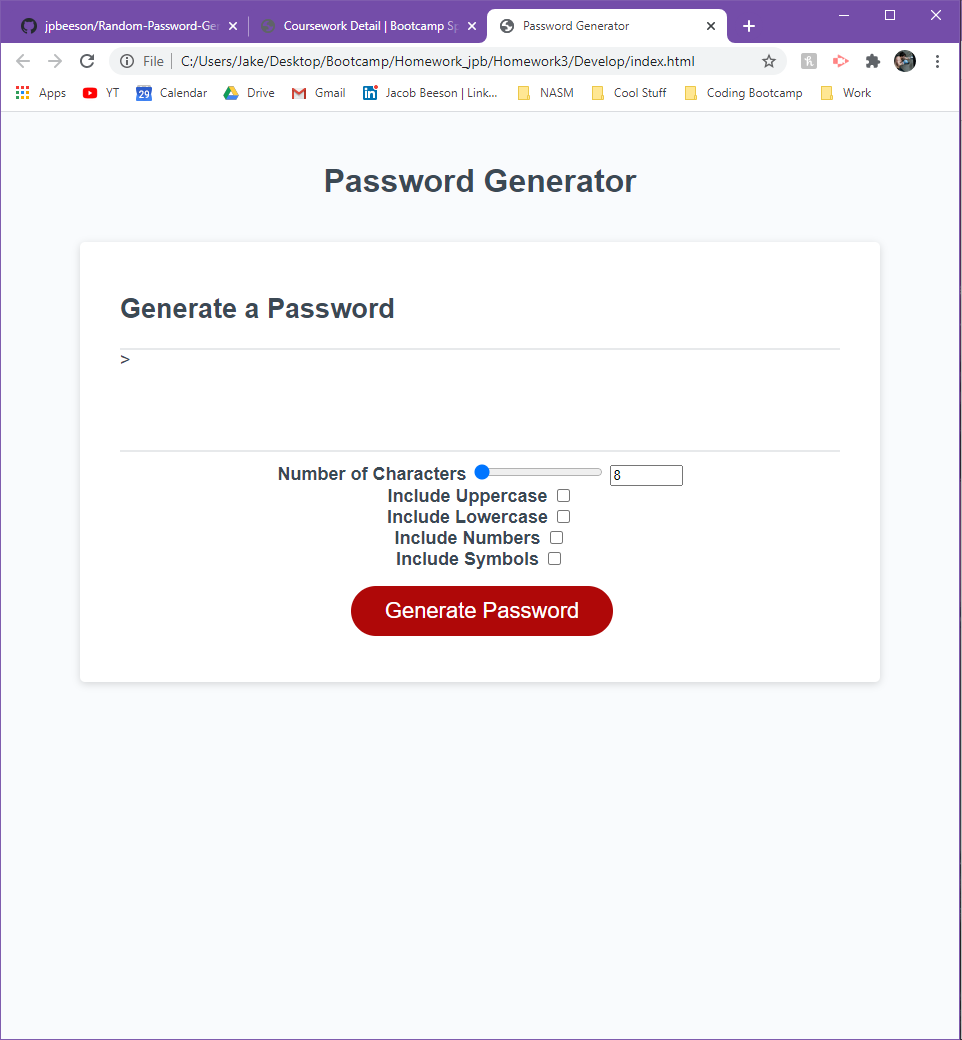 jpbeeson/Random-Password-Ge
Coursework Detail | Bootcamp Sp
Password Generator
File
C:/Users/Jake/Desktop/Bootcamp/Homework_jpb/Homework3/Develop/index.html
Apps YT 29 Calendar Drive Gmail in Jacob Beeson | Link... NASM Cool Stuff Coding Bootcamp Work
Password Generator
Generate a Password
>
Number of Characters 8
Include Uppercase
Include Lowercase
Include Numbers
Include Symbols
Generate Password